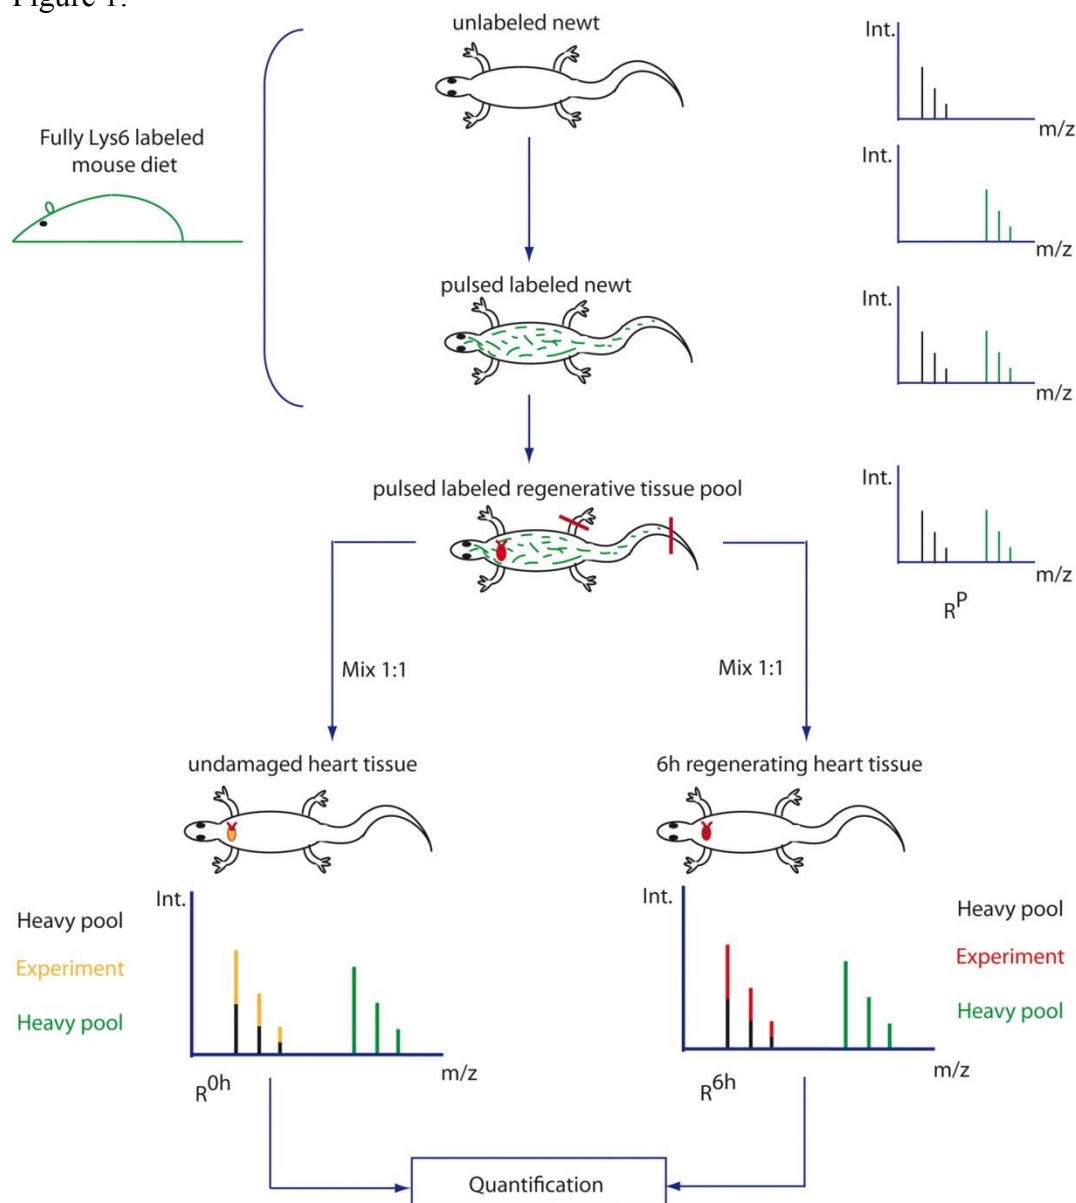 Figure 1.
unlabeled newt
Int.
m/z
Fully Lys6 labeled
mouse diet
Int.
m/z
pulsed labeled newt
Int.
m/z
pulsed labeled regenerative tissue pool
Int.
m/z
R^P
Mix 1:1
Mix 1:1
undamaged heart tissue
6h regenerating heart tissue
Int.
Heavy pool
Experiment
Heavy pool
m/z
R^0h
Int.
Heavy pool
Experiment
Heavy pool
m/z
R^6h
Quantification